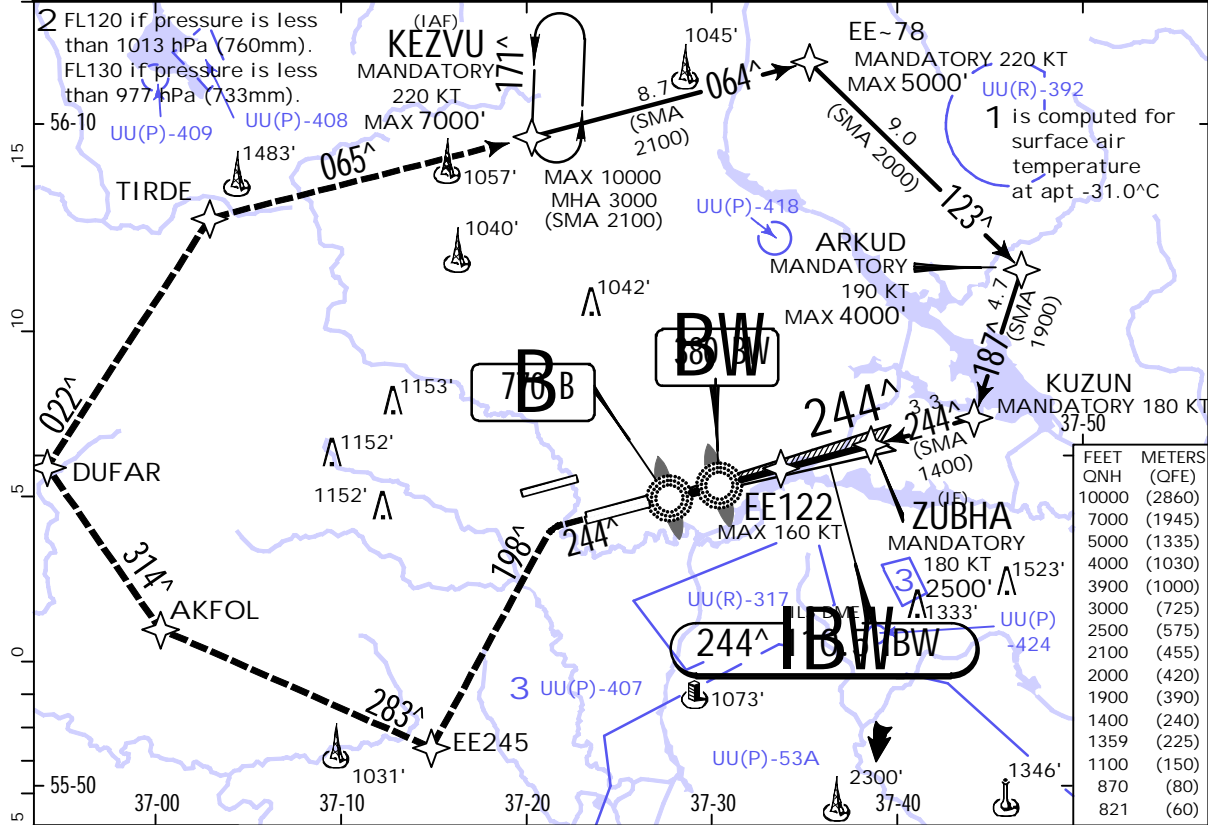 2 FL120 if pressure is less
than 1013 hPa (760mm).
FL130 if pressure is less
than 977 hPa (733mm).
UU(P)-409
UU(P)-408
(IAF)
KEZVU
MANDATORY
220 KT
MAX 7000'
171^
1045'
8.7
064^
(SMA
2100)
EE~78
MANDATORY 220 KT
MAX 5000'
UU(R)-392
1 is computed for
surface air
temperature
at apt -31.0^C
9.0
(SMA 2000)
123^
56-10
15
1483'
065^
1057'
TIRDE
MAX 10000
MHA 3000
(SMA 2100)
1040'
UU(P)-418
ARKUD
MANDATORY
190 KT
MAX 4000'
4.7
(SMA
1900)
187^
1042'
10
BW
380 BW
B
770 B
KUZUN
MANDATORY 180 KT
37-50
022^
1153'
1152'
1152'
244^
3.3
244^
(SMA
1400)
DUFAR
5
EE122
MAX 160 KT
(IF)
ZUBHA
MANDATORY
180 KT
2500'
244^
198^
314^
AKFOL
3
1523'
1333'
UU(R)-317
UU(P)
-424
ILS DME
IBW
244^
IBW
0
283^
EE245
3 UU(P)-407
1073'
UU(P)-53A
1031'
2300'
1346'
55-50
5
37-00
37-10
37-20
37-30
37-40
FEET METERS
QNH (QFE)
10000 (2860)
7000 (1945)
5000 (1335)
4000 (1030)
3900 (1000)
3000 (725)
2500 (575)
2100 (455)
2000 (420)
1900 (390)
1400 (240)
1359 (225)
1100 (150)
870 (80)
821 (60)